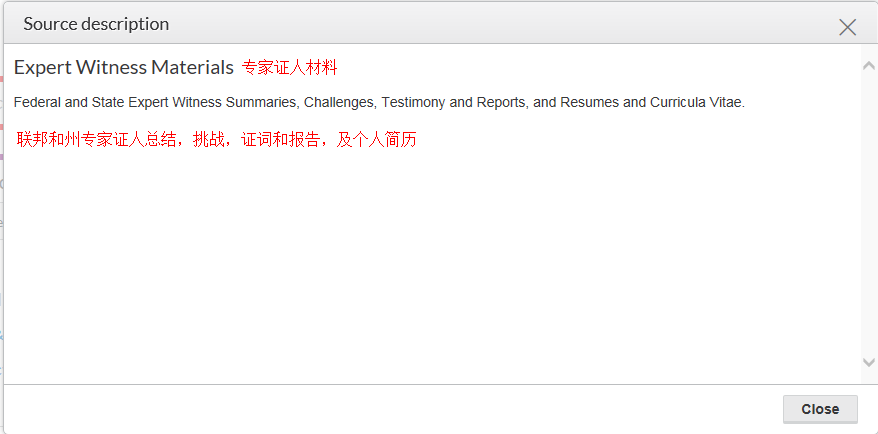 Source description
Expert Witness Materials 专家证人材料
Federal and State Expert Witness Summaries, Challenges, Testimony and Reports, and Resumes and Curricula Vitae.
联邦和州专家证人总结，挑战，证词和报告，及个人简历
Close